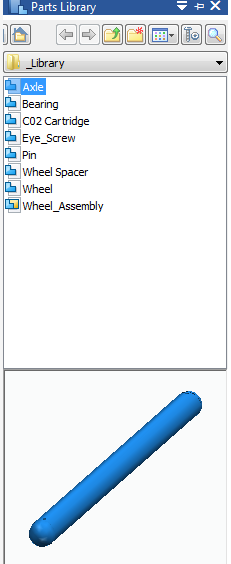 Parts Library
_Library
Axle
Bearing
C02 Cartridge
Eye_Screw
Pin
Wheel Spacer
Wheel
Wheel_Assembly